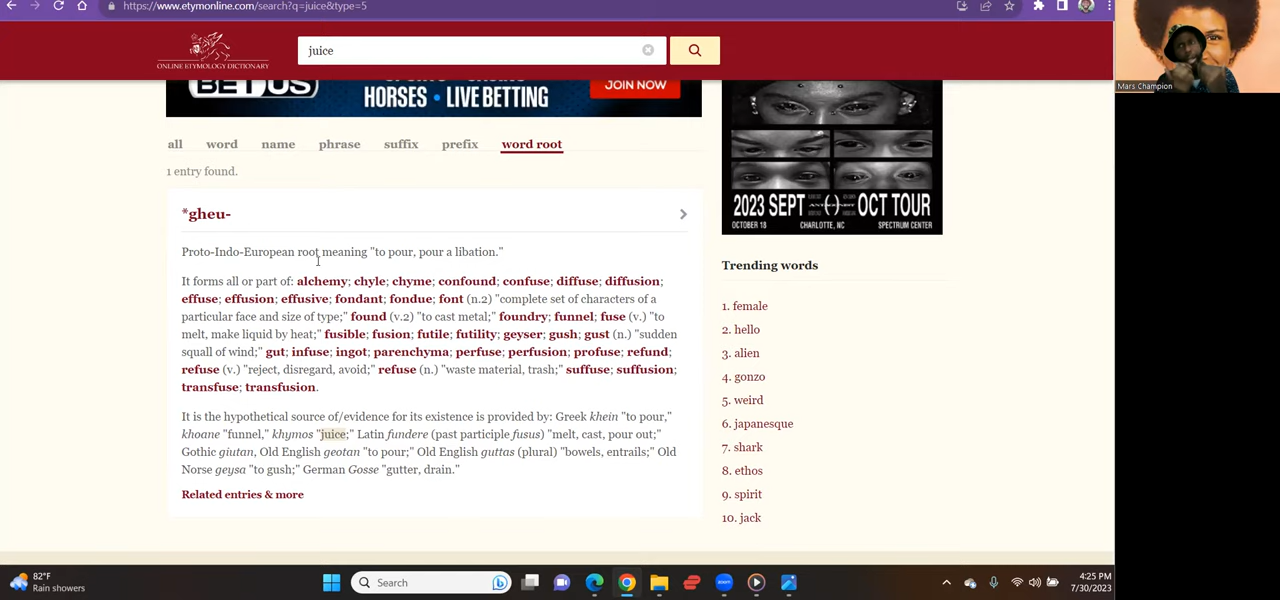 https://www.etymonline.com/search?q=juice&type=5
ONLINE ETYMOLOGY DICTIONARY
juice
Mars Champion
BETUS
SPORTS • CASINO
HORSES • LIVE BETTING
JOIN NOW
all word name phrase suffix prefix word root
1 entry found.
*gheu-
Proto-Indo-European root meaning "to pour, pour a libation."
It forms all or part of: alchemy; chyle; chyme; confound; confuse; diffuse; diffusion;
effuse; effusion; effusive; fondant; fondue; font (n.2) "complete set of characters of a
particular face and size of type;" found (v.2) "to cast metal;" foundry; funnel; fuse (v.) "to
melt, make liquid by heat;" fusible; fusion; futile; futility; geyser; gush; gust (n.) "sudden
squall of wind;" gut; infuse; ingot; parenchyma; perfuse; perfusion; profuse; refund;
refuse (v.) "reject, disregard, avoid;" refuse (n.) "waste material, trash;" suffuse; suffusion;
transfuse; transfusion.
It is the hypothetical source of/evidence for its existence is provided by: Greek khein "to pour,"
khoane "funnel," khymos "juice;" Latin fundere (past participle fusus) "melt, cast, pour out;"
Gothic giutan, Old English geotan "to pour;" Old English guttas (plural) "bowels, entrails;" Old
Norse geysa "to gush;" German Gosse "gutter, drain."
Related entries & more
2023 SEPT OCT TOUR
OCTOBER 18 CHARLOTTE, NC SPECTRUM CENTER
Trending words
1. female
2. hello
3. alien
4. gonzo
5. weird
6. japanesque
7. shark
8. ethos
9. spirit
10. jack
82°F
Rain showers
Search
zoom
4:25 PM
7/30/2023